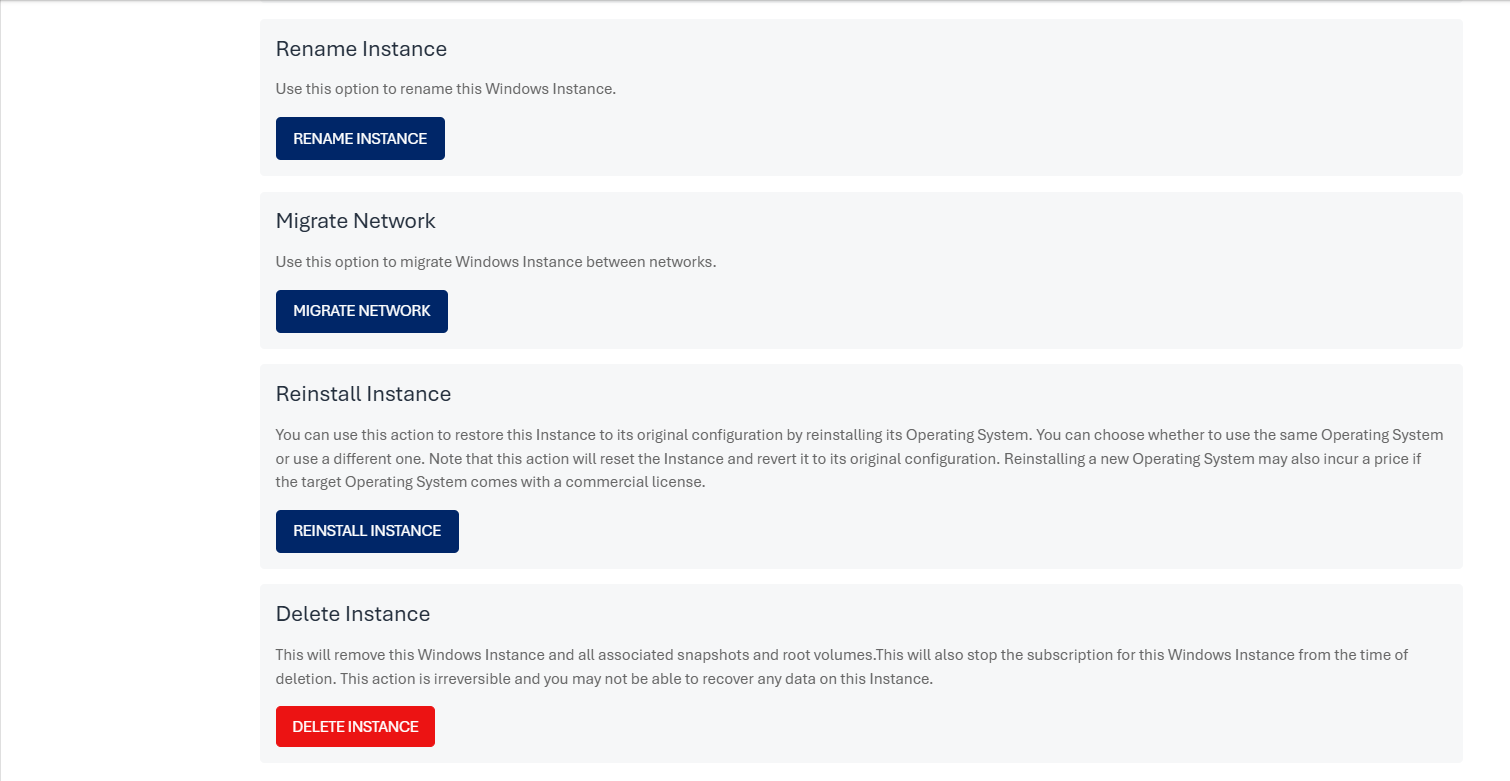 Rename Instance
Use this option to rename this Windows Instance.
RENAME INSTANCE
Migrate Network
Use this option to migrate Windows Instance between networks.
MIGRATE NETWORK
Reinstall Instance
You can use this action to restore this Instance to its original configuration by reinstalling its Operating System. You can choose whether to use the same Operating System
or use a different one. Note that this action will reset the Instance and revert it to its original configuration. Reinstalling a new Operating System may also incur a price if
the target Operating System comes with a commercial license.
REINSTALL INSTANCE
Delete Instance
This will remove this Windows Instance and all associated snapshots and root volumes.This will also stop the subscription for this Windows Instance from the time of
deletion. This action is irreversible and you may not be able to recover any data on this Instance.
DELETE INSTANCE